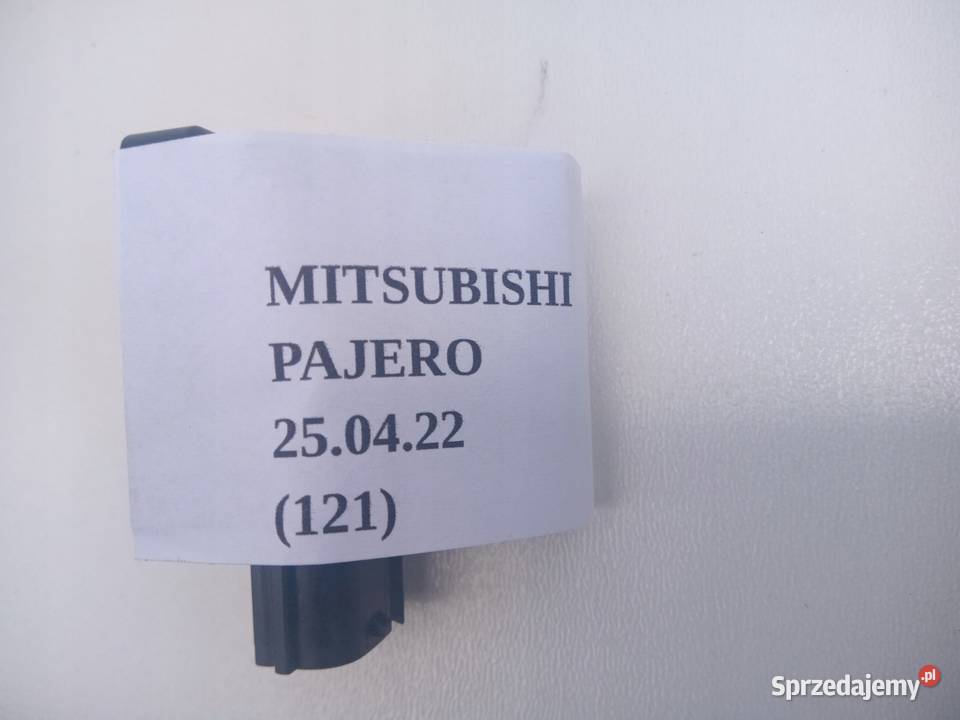 MITSUBISHI
PAJERO
25.04.22
(121)
Sprzedajemy.pl